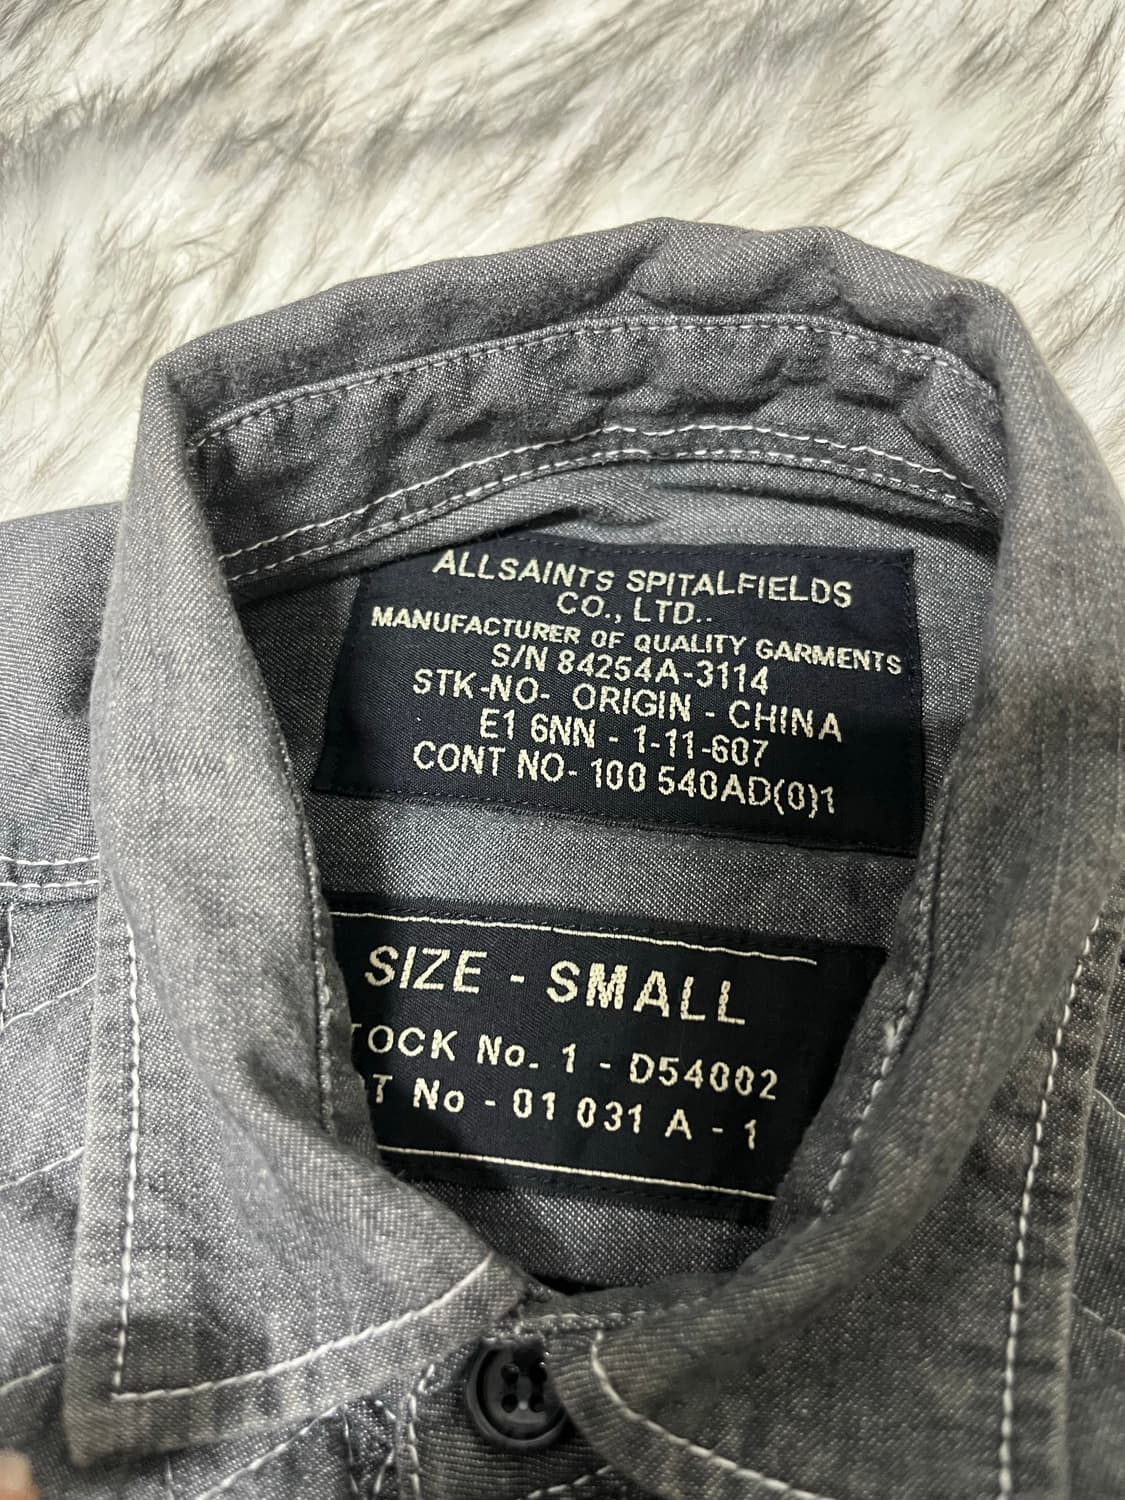 ALLSAINTS SPITALFIELDS
CO., LTD..
MANUFACTURER OF QUALITY GARMENTS
S/N 84254A-3114
STK-NO- ORIGIN - CHINA
E1 6NN - 1-11-607
CONT NO- 100 540AD(0)1
SIZE - SMALL
TOCK No. 1 - D54002
T No - 01 031 A - 1